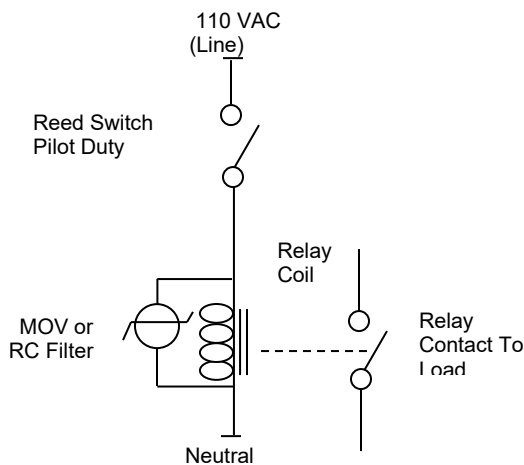 110 VAC
(Line)
Reed Switch
Pilot Duty
Relay
Coil
MOV or
RC Filter
Relay
Contact To
Load
Neutral